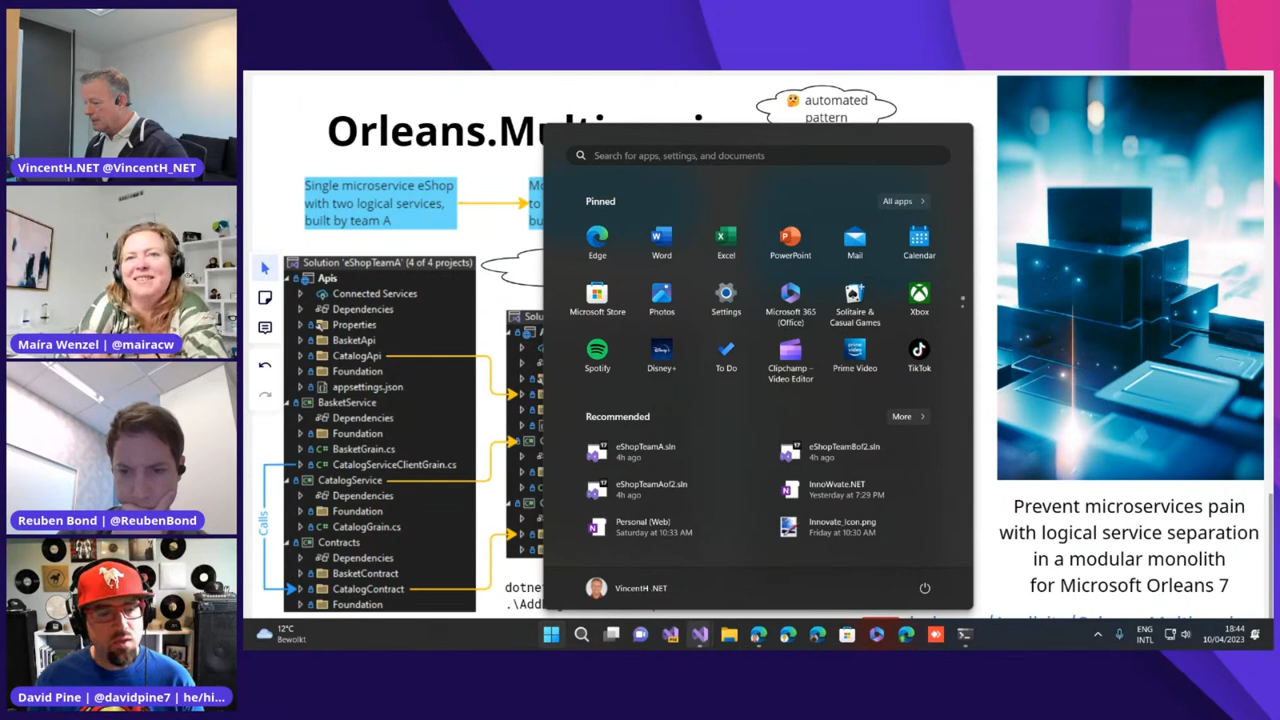 VincentH.NET @VincentH_NET
Maíra Wenzel | @mairacw
Reuben Bond | @ReubenBond
David Pine | @davidpine7 | he/hi...
Orleans.M
automated
pattern
Single microservice eShop
with two logical services,
built by team A
Solution 'eShopTeamA' (4 of 4 projects)
Apis
Connected Services
Dependencies
Properties
BasketApi
CatalogApi
Foundation
appsettings.json
BasketService
Dependencies
Foundation
BasketGrain.cs
CatalogServiceClientGrain.cs
CatalogService
Dependencies
Foundation
CatalogGrain.cs
Contracts
Dependencies
BasketContract
CatalogContract
Foundation
Calls
Search for apps, settings, and documents
Pinned
All apps
Edge
Word
Excel
PowerPoint
Mail
Calendar
Microsoft Store
Photos
Settings
Microsoft 365
(Office)
Solitaire &
Casual Games
Xbox
Spotify
Disney+
To Do
Clipchamp –
Video Editor
Prime Video
TikTok
Recommended
More
eShopTeamA.sln
4h ago
eShopTeamBof2.sln
4h ago
eShopTeamAof2.sln
4h ago
InnoWvate.NET
Yesterday at 7:29 PM
Personal (Web)
Saturday at 10:33 AM
Innovate_Icon.png
Friday at 10:30 AM
VincentH .NET
Prevent microservices pain
with logical service separation
in a modular monolith
for Microsoft Orleans 7
12°C
Bewolkt
ENG
INTL
18:44
10/04/2023